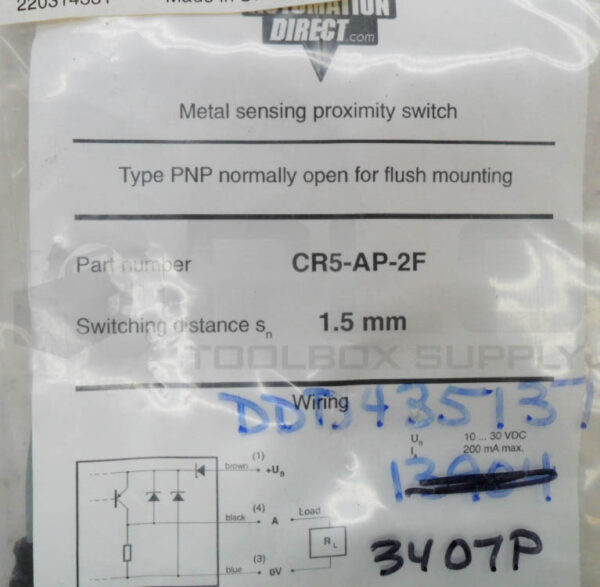 DIRECT.com
Metal sensing proximity switch
Type PNP normally open for flush mounting
Part number CR5-AP-2F
Switching distance sn 1.5 mm
TOOLBOX SUPPLY
Wiring
10 ... 30 VDC
200 mA max.
(1)
brown +UB
(4)
black A Load
RL
3407P
(3)
blue 0V